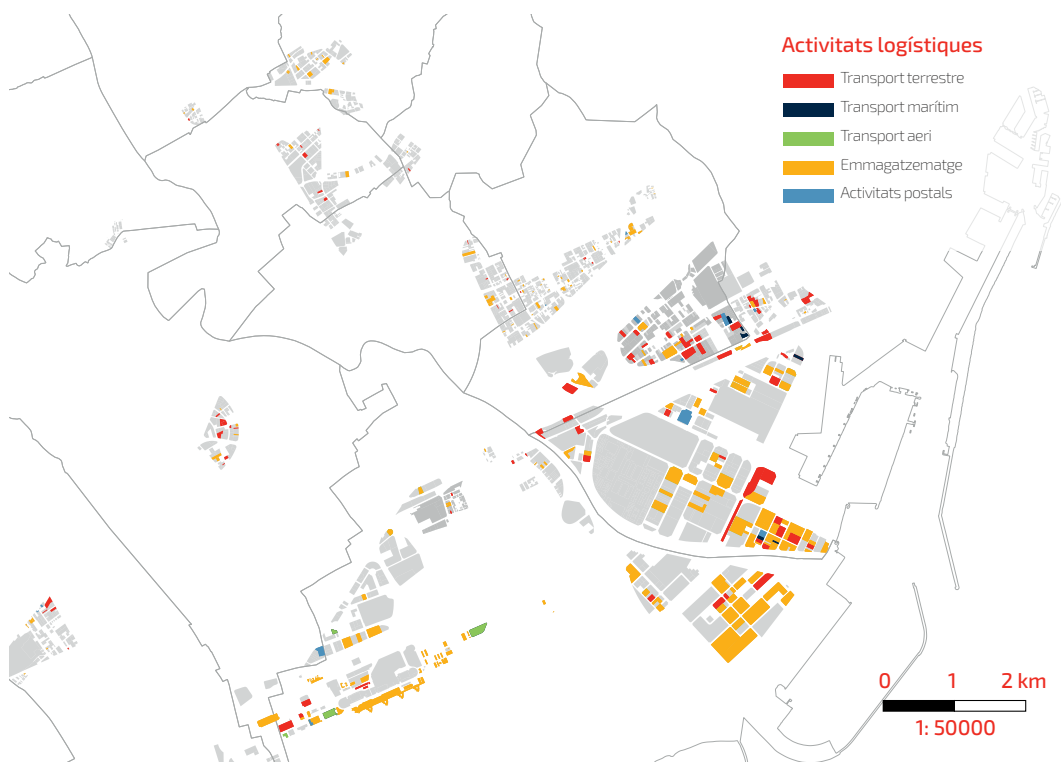 Activitats logístiques
Transport terrestre
Transport marítim
Transport aeri
Emmagatzematge
Activitats postals
0 1 2 km
1: 50000